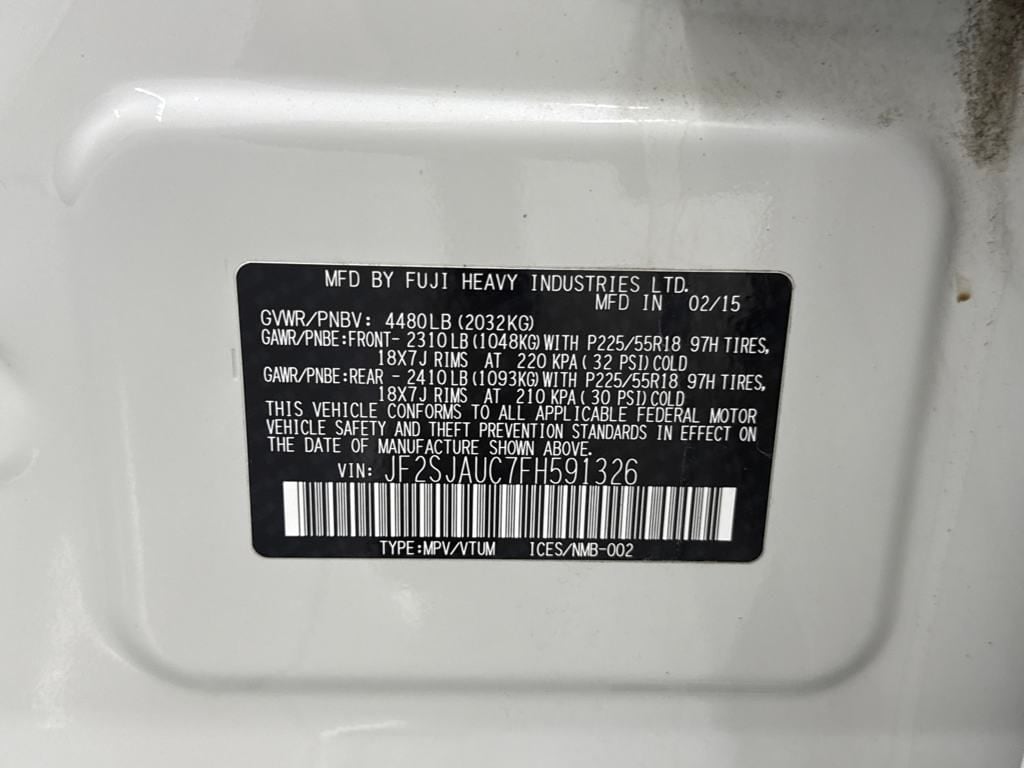 MFD BY FUJI HEAVY INDUSTRIES LTD.
MFD IN 02/15
GVWR/PNBV: 4480LB (2032KG)
GAWR/PNBE:FRONT- 2310LB (1048KG) WITH P225/55R18 97H TIRES,
18X7J RIMS AT 220 KPA ( 32 PSI) COLD
GAWR/PNBE:REAR - 2410LB (1093KG) WITH P225/55R18 97H TIRES,
18X7J RIMS AT 210 KPA ( 30 PSI) COLD
THIS VEHICLE CONFORMS TO ALL APPLICABLE FEDERAL MOTOR
VEHICLE SAFETY AND THEFT PREVENTION STANDARDS IN EFFECT ON
THE DATE OF MANUFACTURE SHOWN ABOVE.
VIN: JF2SJAUC7FH591326
TYPE:MPV/VTUM ICES/NMB-002